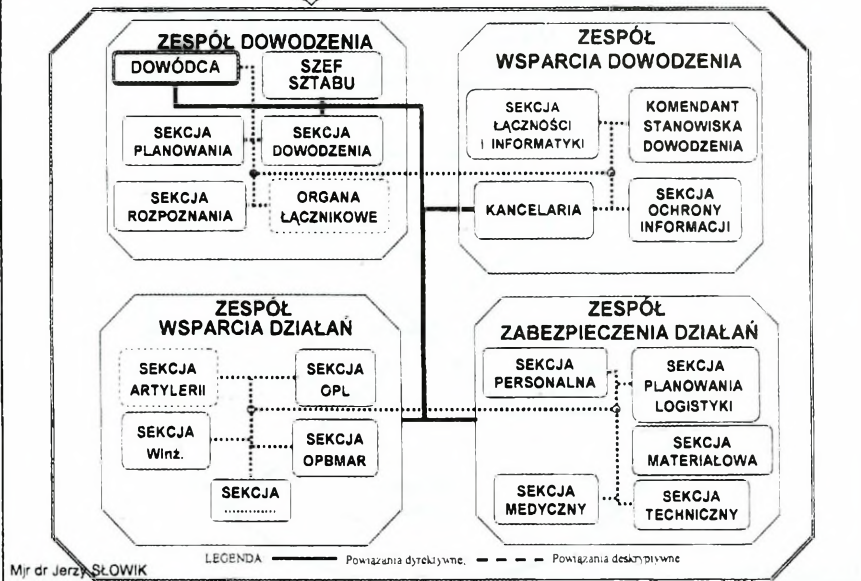 ZESPÓŁ DOWODZENIA
DOWÓDCA
SZEF
SZTABU
SEKCJA
PLANOWANIA
SEKCJA
DOWODZENIA
SEKCJA
ROZPOZNANIA
ORGANA
ŁĄCZNIKOWE
ZESPÓŁ
WSPARCIA DOWODZENIA
SEKCJA
ŁĄCZNOŚCI
I INFORMATYKI
KOMENDANT
STANOWISKA
DOWODZENIA
KANCELARIA
SEKCJA
OCHRONY
INFORMACJI
ZESPÓŁ
WSPARCIA DZIAŁAŃ
SEKCJA
ARTYLERII
SEKCJA
OPL
SEKCJA
WInż.
SEKCJA
OPBMAR
SEKCJA
..............
ZESPÓŁ
ZABEZPIECZENIA DZIAŁAŃ
SEKCJA
PERSONALNA
SEKCJA
PLANOWANIA
LOGISTYKI
SEKCJA
MATERIAŁOWA
SEKCJA
MEDYCZNY
SEKCJA
TECHNICZNY
LEGENDA Powiązania dyrektywne, Powiązania deskryptywne
Mjr dr Jerzy SŁOWIK